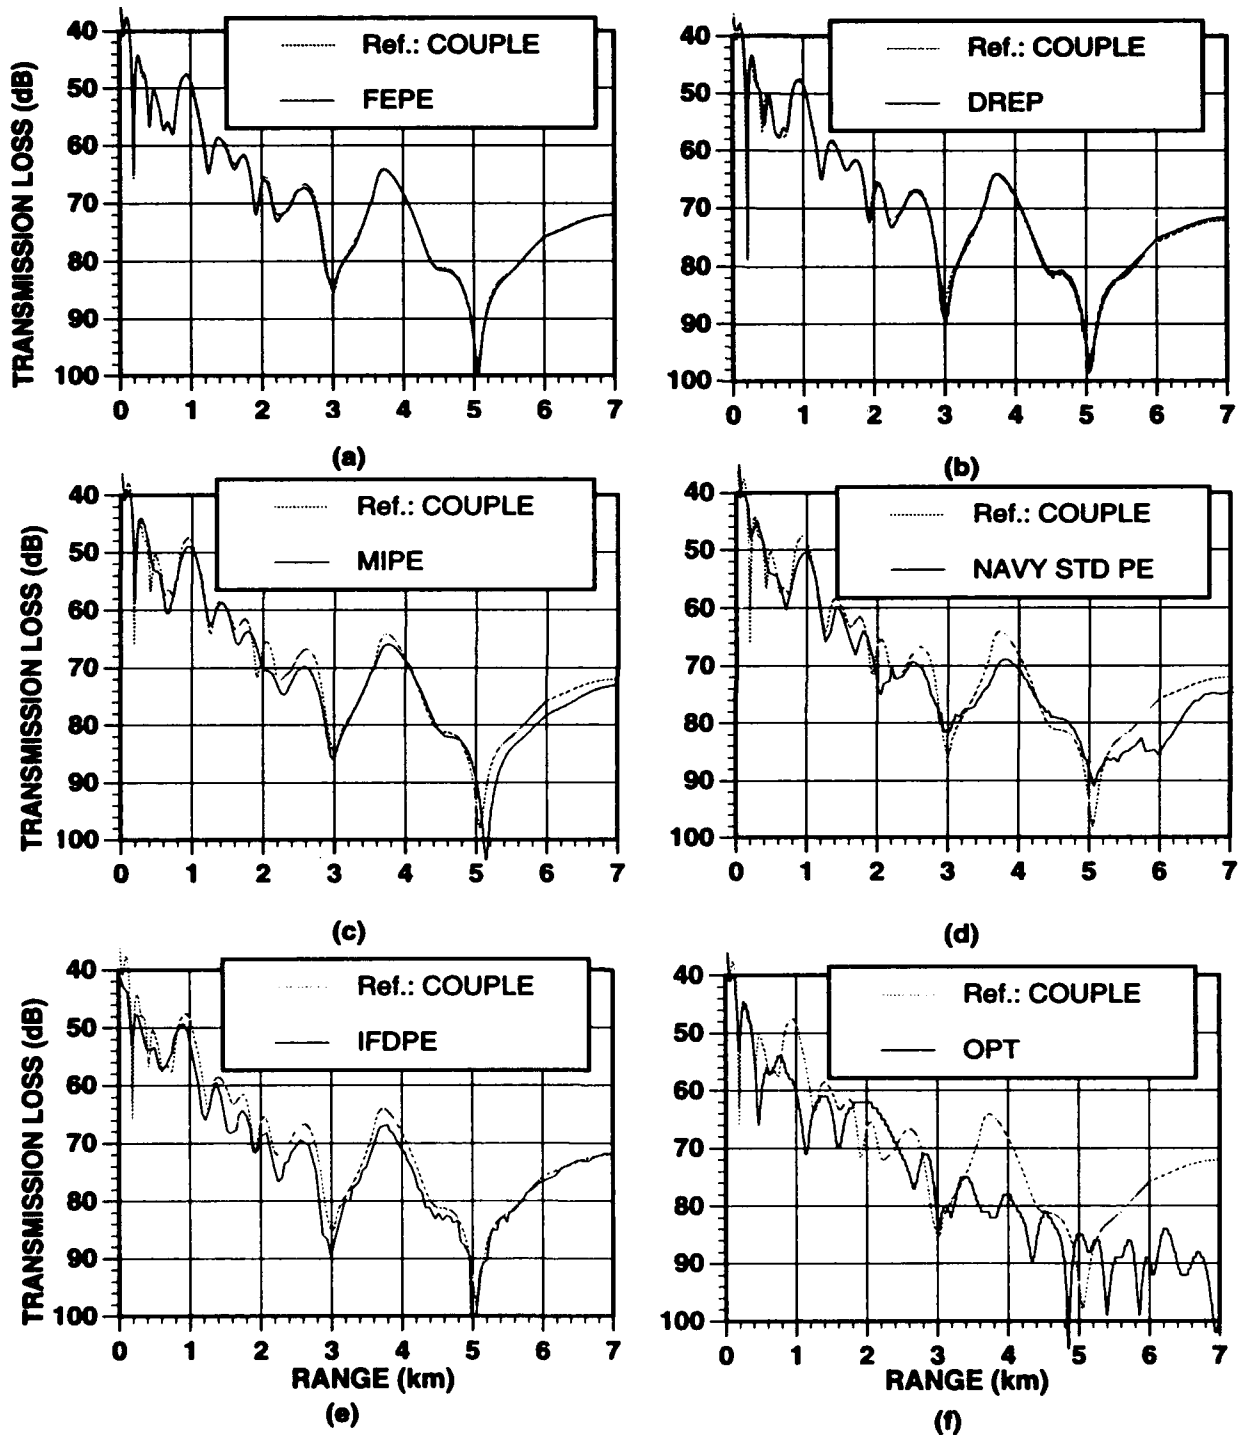 Ref.: COUPLE
FEPE
TRANSMISSION LOSS (dB)
40
50
60
70
80
90
100
0 1 2 3 4 5 6 7
(a)
Ref.: COUPLE
DREP
40
50
60
70
80
90
100
0 1 2 3 4 5 6 7
(b)
Ref.: COUPLE
MIPE
TRANSMISSION LOSS (dB)
40
50
60
70
80
90
100
0 1 2 3 4 5 6 7
(c)
Ref.: COUPLE
NAVY STD PE
40
50
60
70
80
90
100
0 1 2 3 4 5 6 7
(d)
Ref.: COUPLE
IFDPE
TRANSMISSION LOSS (dB)
40
50
60
70
80
90
100
0 1 2 3 4 5 6 7
RANGE (km)
(e)
Ref.: COUPLE
OPT
40
50
60
70
80
90
100
0 1 2 3 4 5 6 7
RANGE (km)
(f)